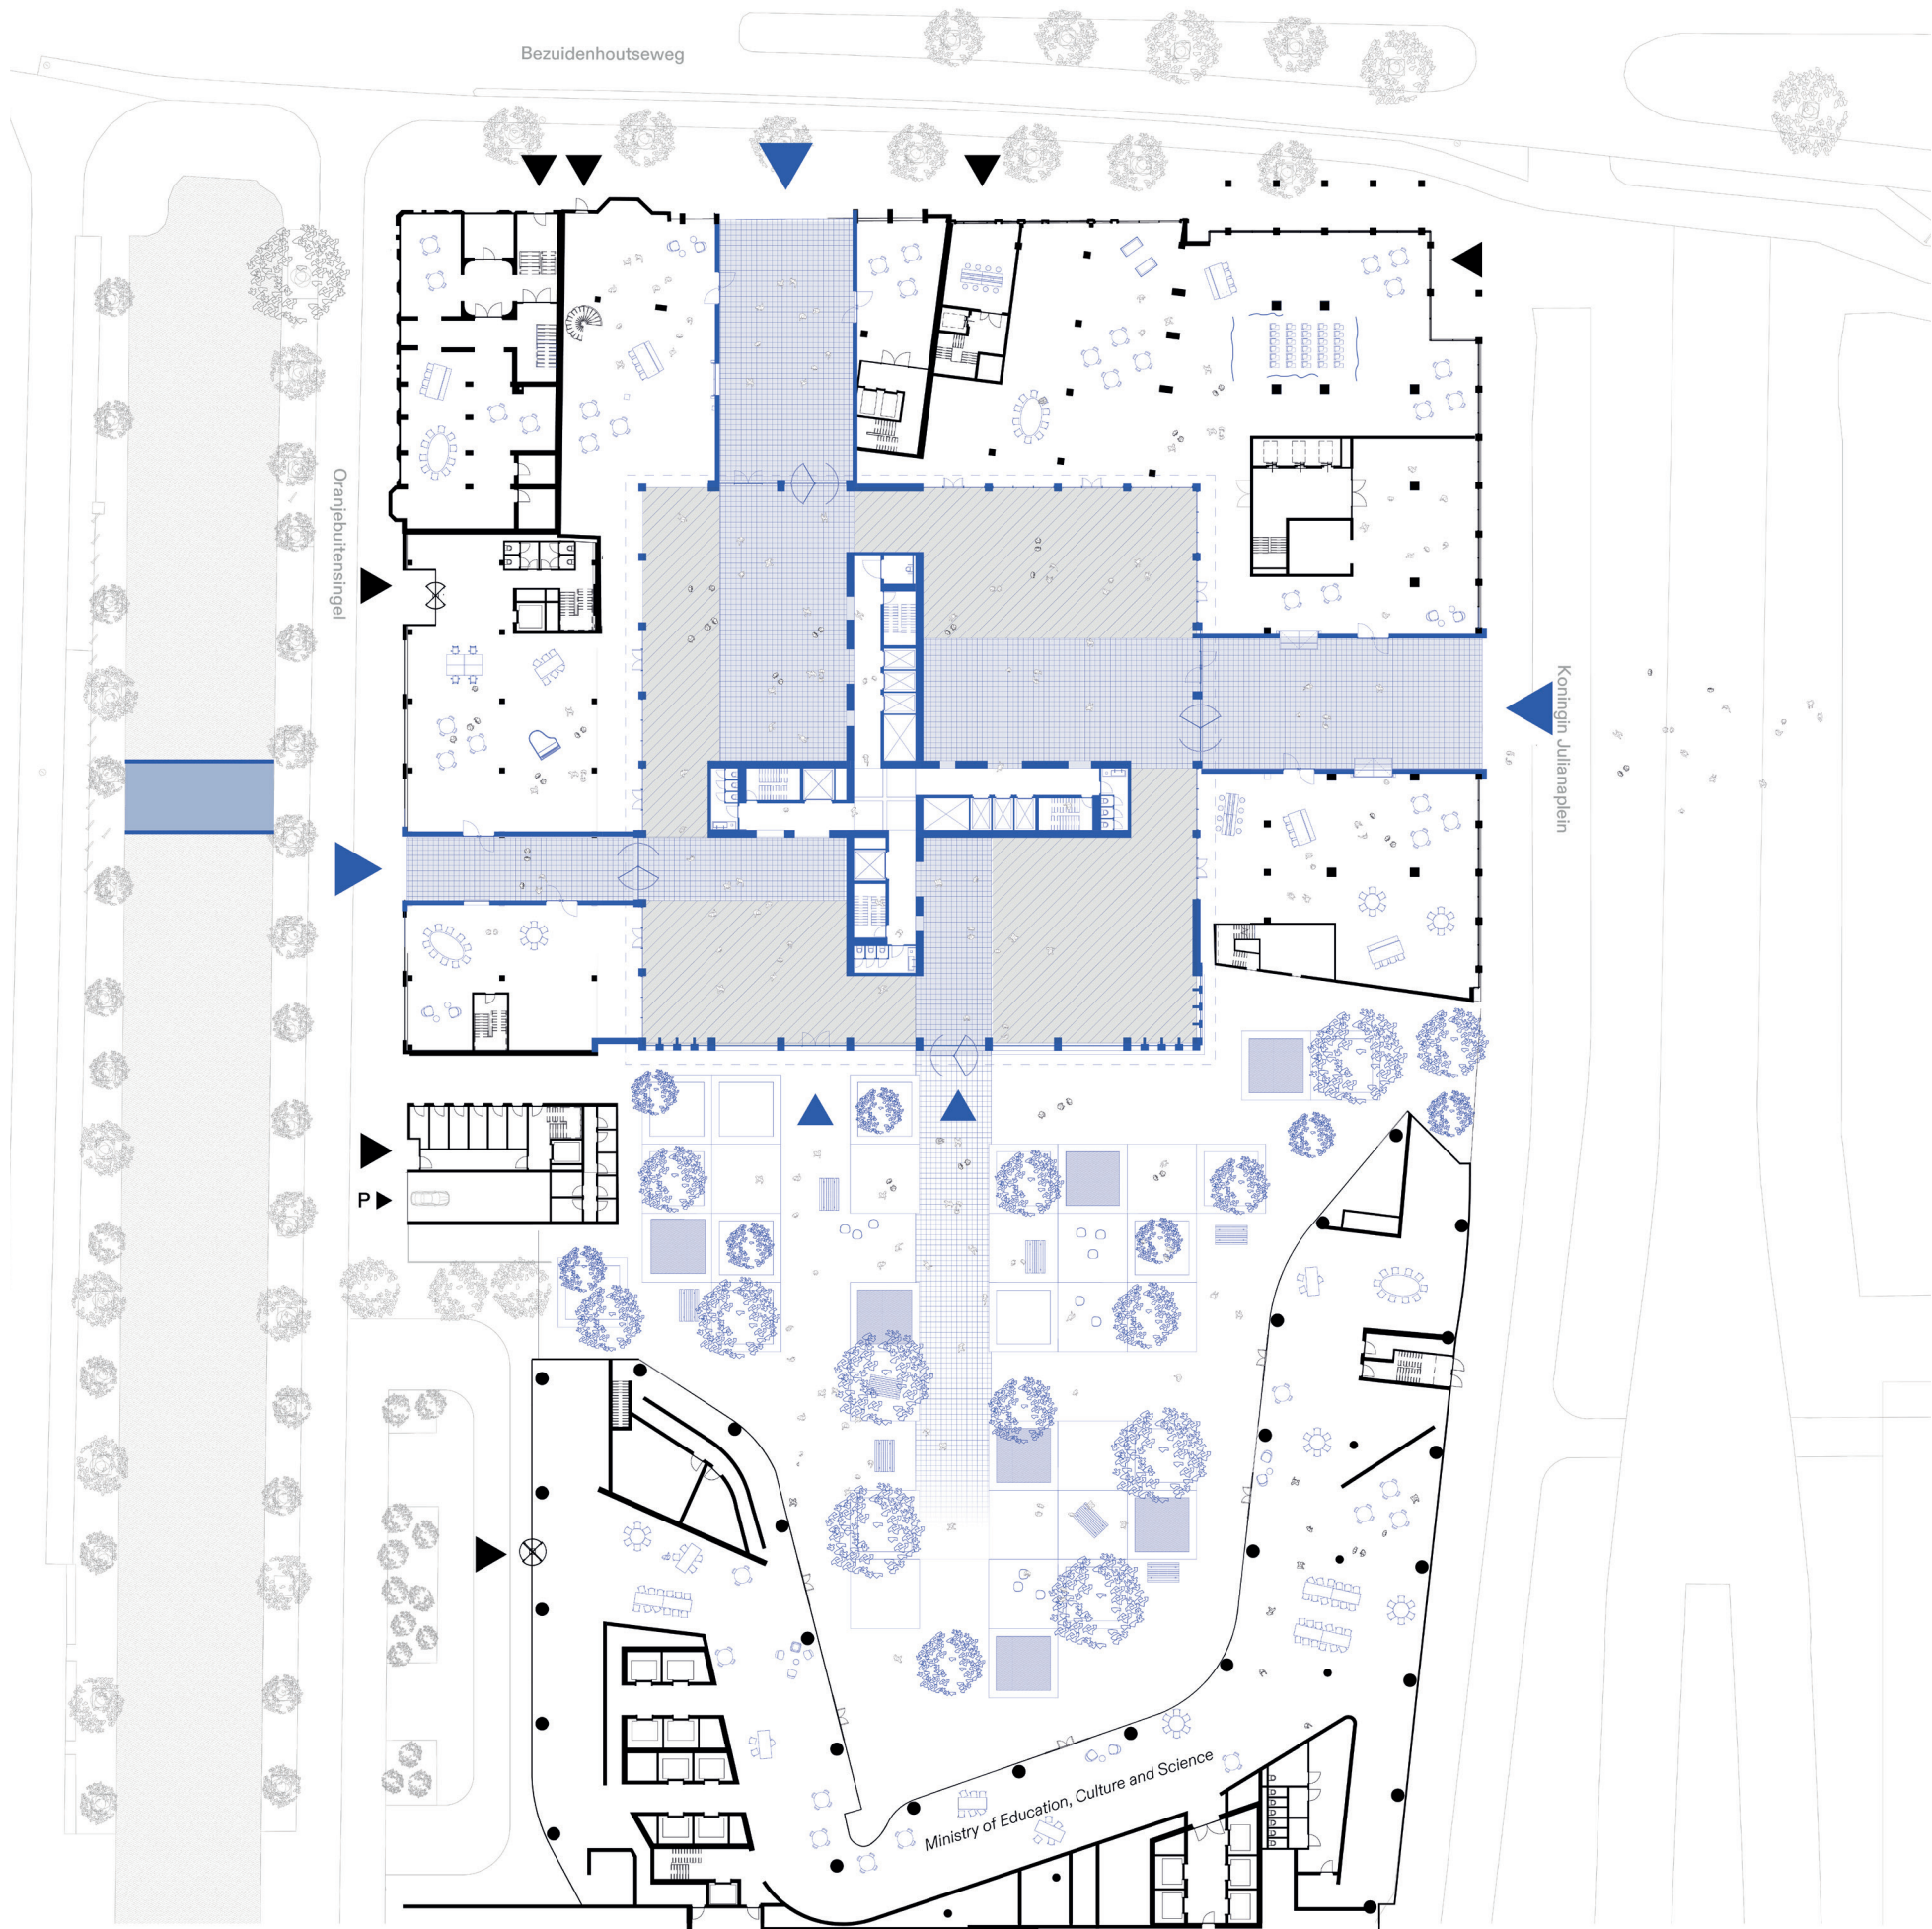 Bezuidenhoutseweg
Oranjebuitensingel
Koningin Julianaplein
P
Ministry of Education, Culture and Science